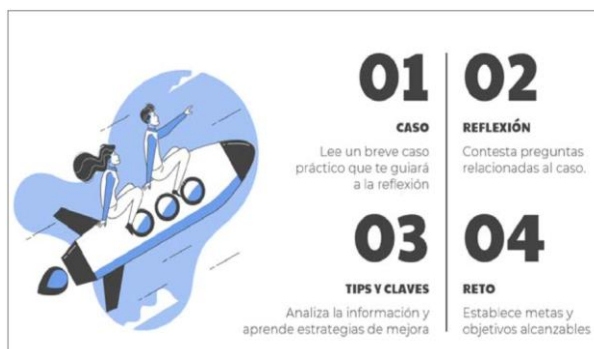 01
CASO
Lee un breve caso
práctico que te guiará
a la reflexión
02
REFLEXIÓN
Contesta preguntas
relacionadas al caso.
03
TIPS Y CLAVES
Analiza la información y
aprende estrategias de mejora
04
RETO
Establece metas y
objetivos alcanzables